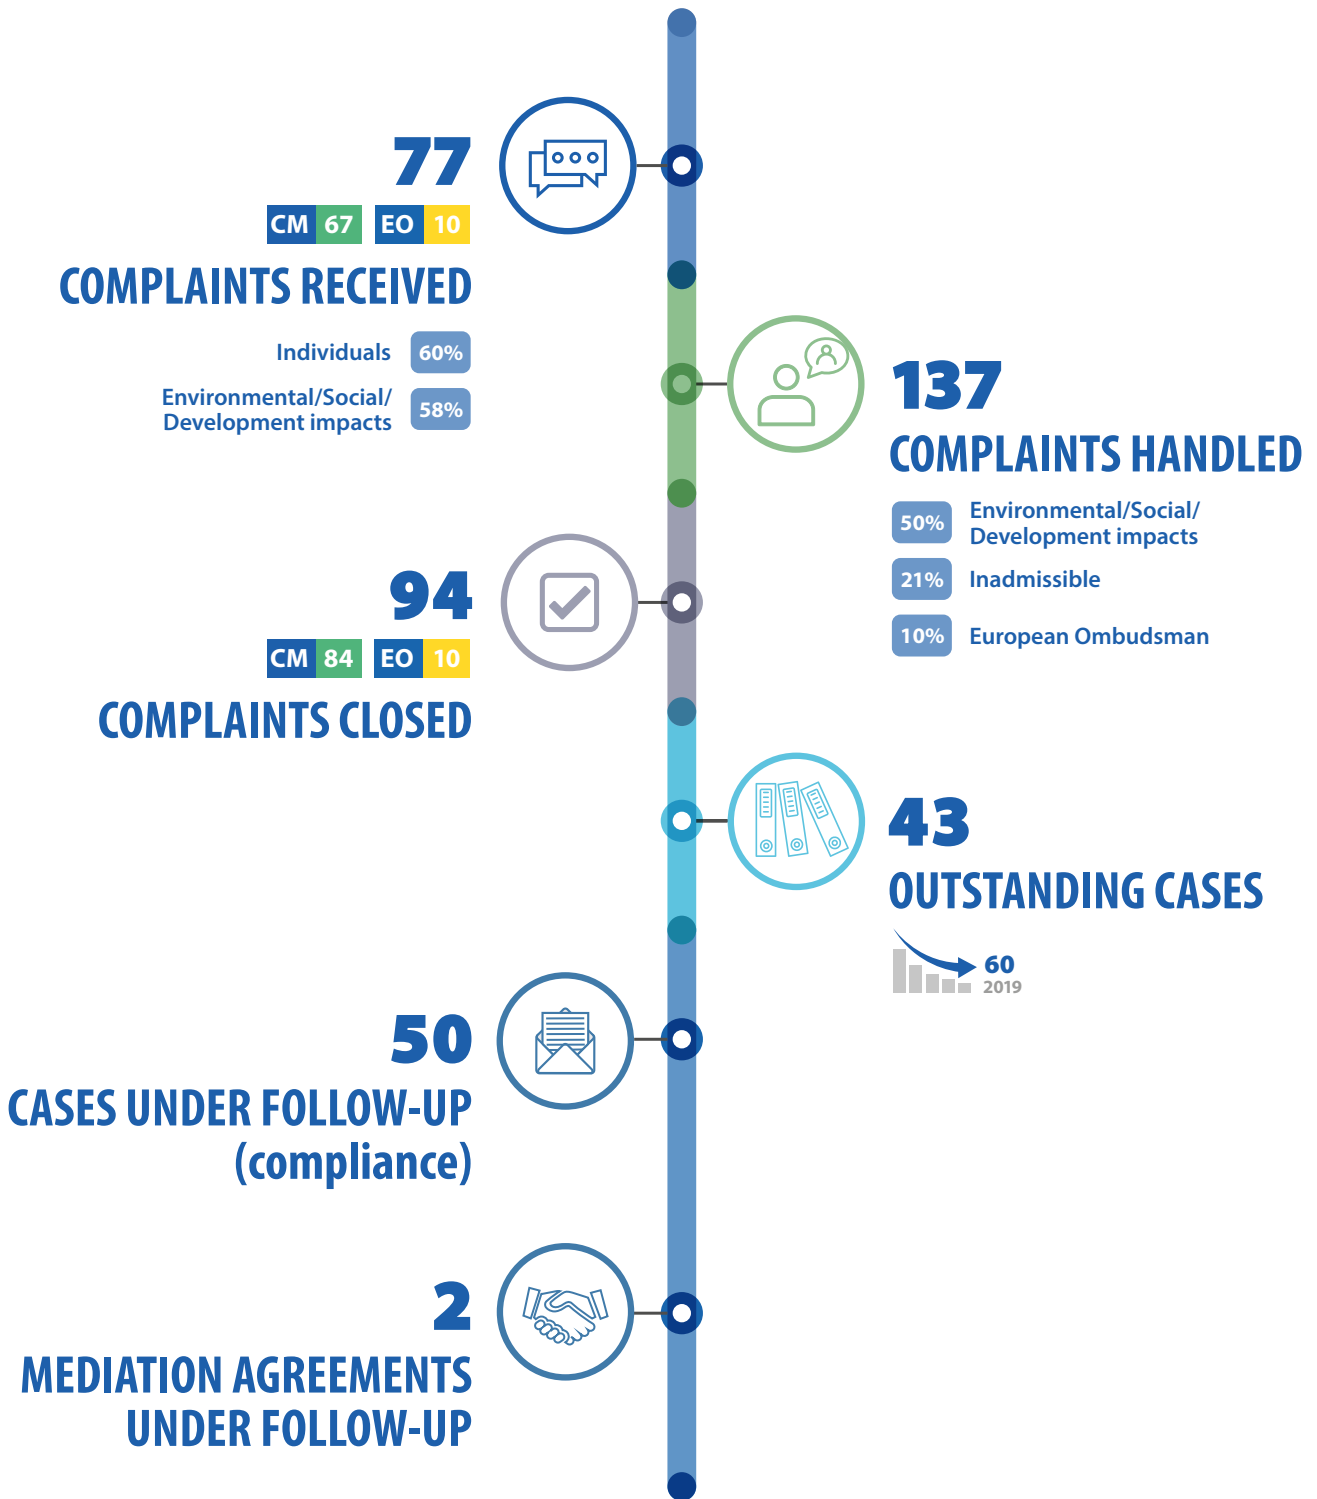 77
CM 67 EO 10
COMPLAINTS RECEIVED
Individuals 60%
Environmental/Social/
Development impacts 58%
137
COMPLAINTS HANDLED
50% Environmental/Social/
Development impacts
21% Inadmissible
10% European Ombudsman
94
CM 84 EO 10
COMPLAINTS CLOSED
43
OUTSTANDING CASES
60
2019
50
CASES UNDER FOLLOW-UP
(compliance)
2
MEDIATION AGREEMENTS
UNDER FOLLOW-UP